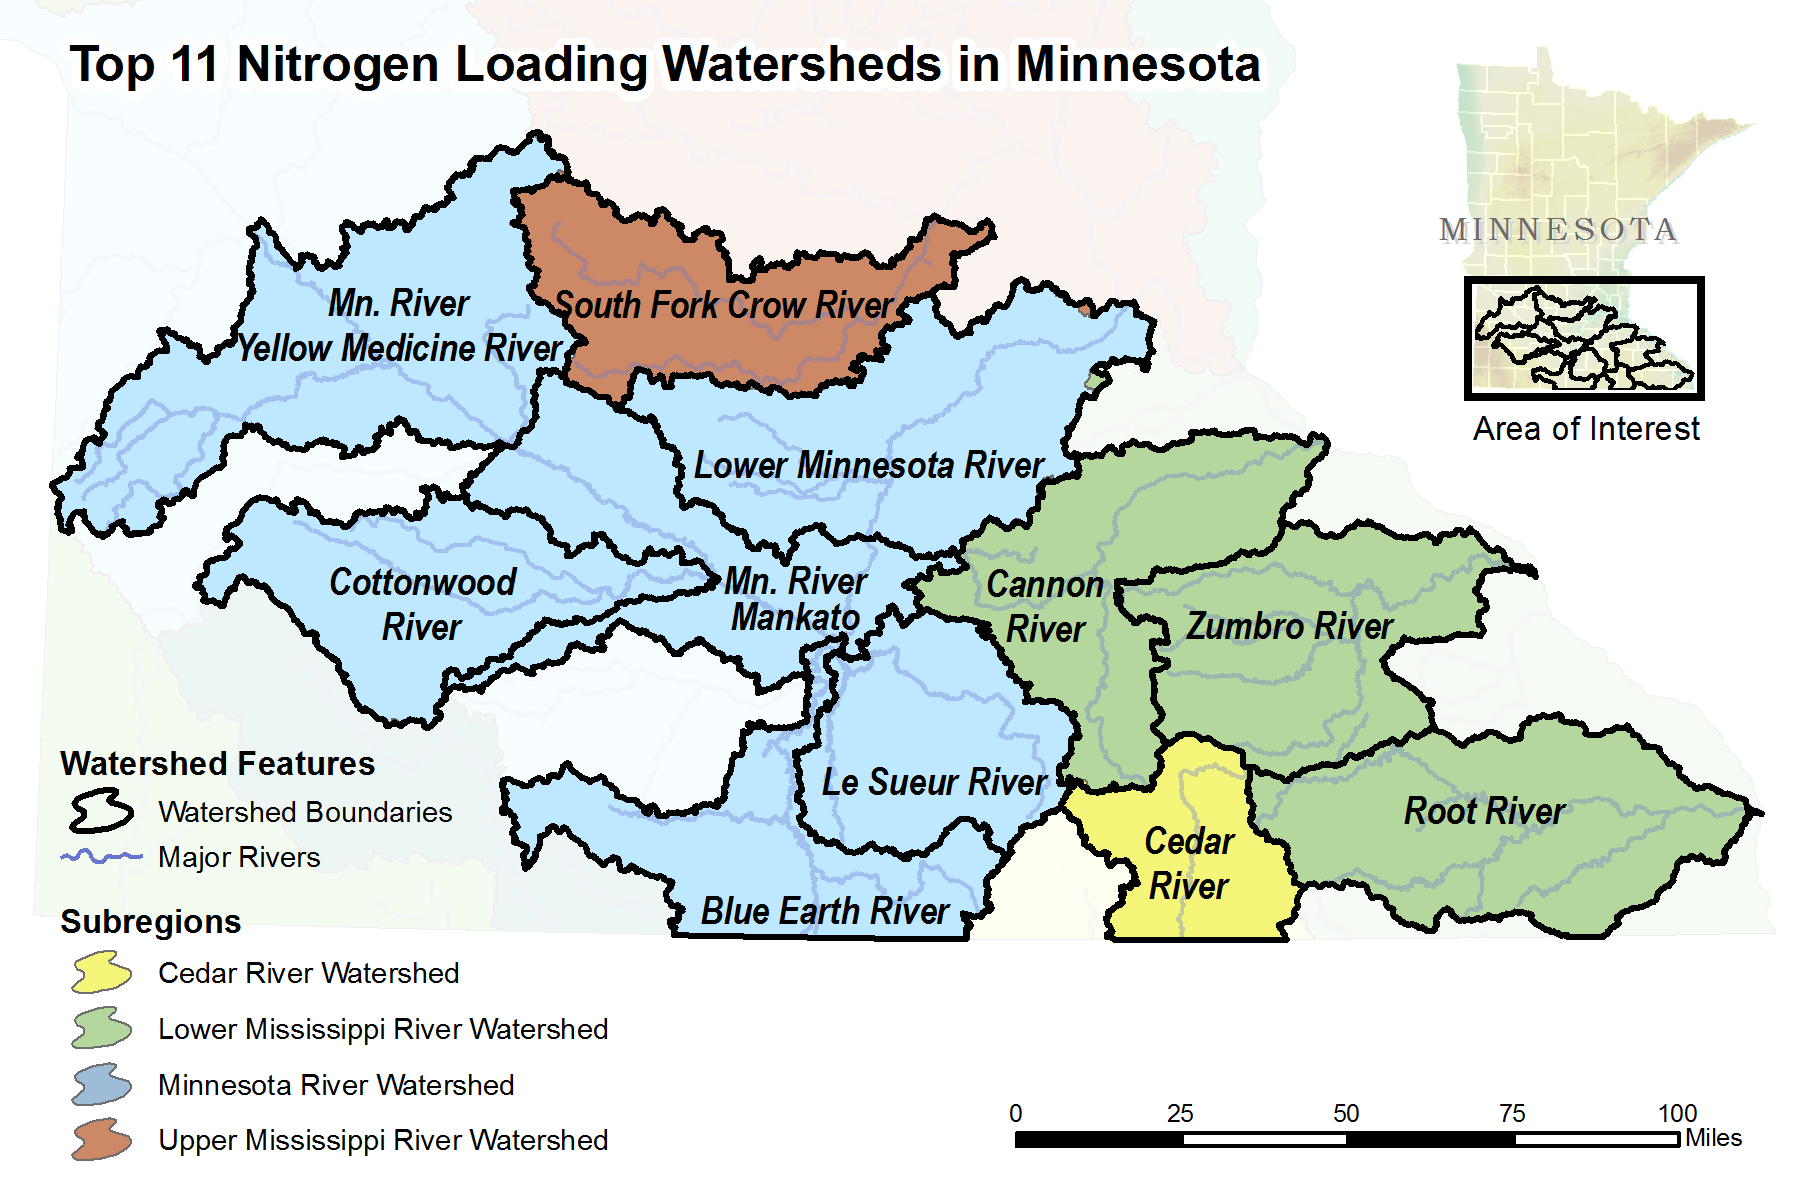 Top 11 Nitrogen Loading Watersheds in Minnesota
MINNESOTA
Area of Interest
Mn. River
Yellow Medicine River
South Fork Crow River
Lower Minnesota River
Cottonwood
River
Mn. River
Mankato
Cannon
River
Zumbro River
Le Sueur River
Root River
Cedar
River
Blue Earth River
Watershed Features
Watershed Boundaries
Major Rivers
Subregions
Cedar River Watershed
Lower Mississippi River Watershed
Minnesota River Watershed
Upper Mississippi River Watershed
0 25 50 75 100
Miles